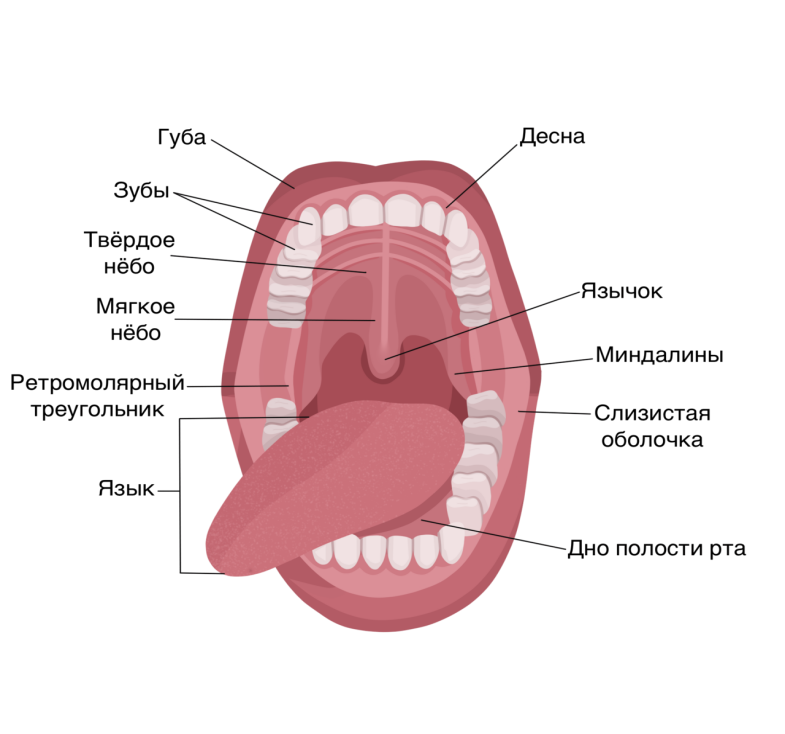 Губа
Десна
Зубы
Твёрдое
нёбо
Язычок
Мягкое
нёбо
Миндалины
Ретромолярный
треугольник
Слизистая
оболочка
Язык
Дно полости рта